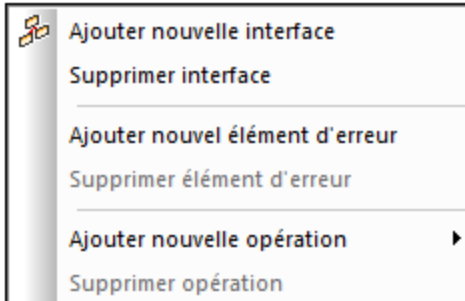 Ajouter nouvelle interface
Supprimer interface
Ajouter nouvel élément d'erreur
Supprimer élément d'erreur
Ajouter nouvelle opération
Supprimer opération